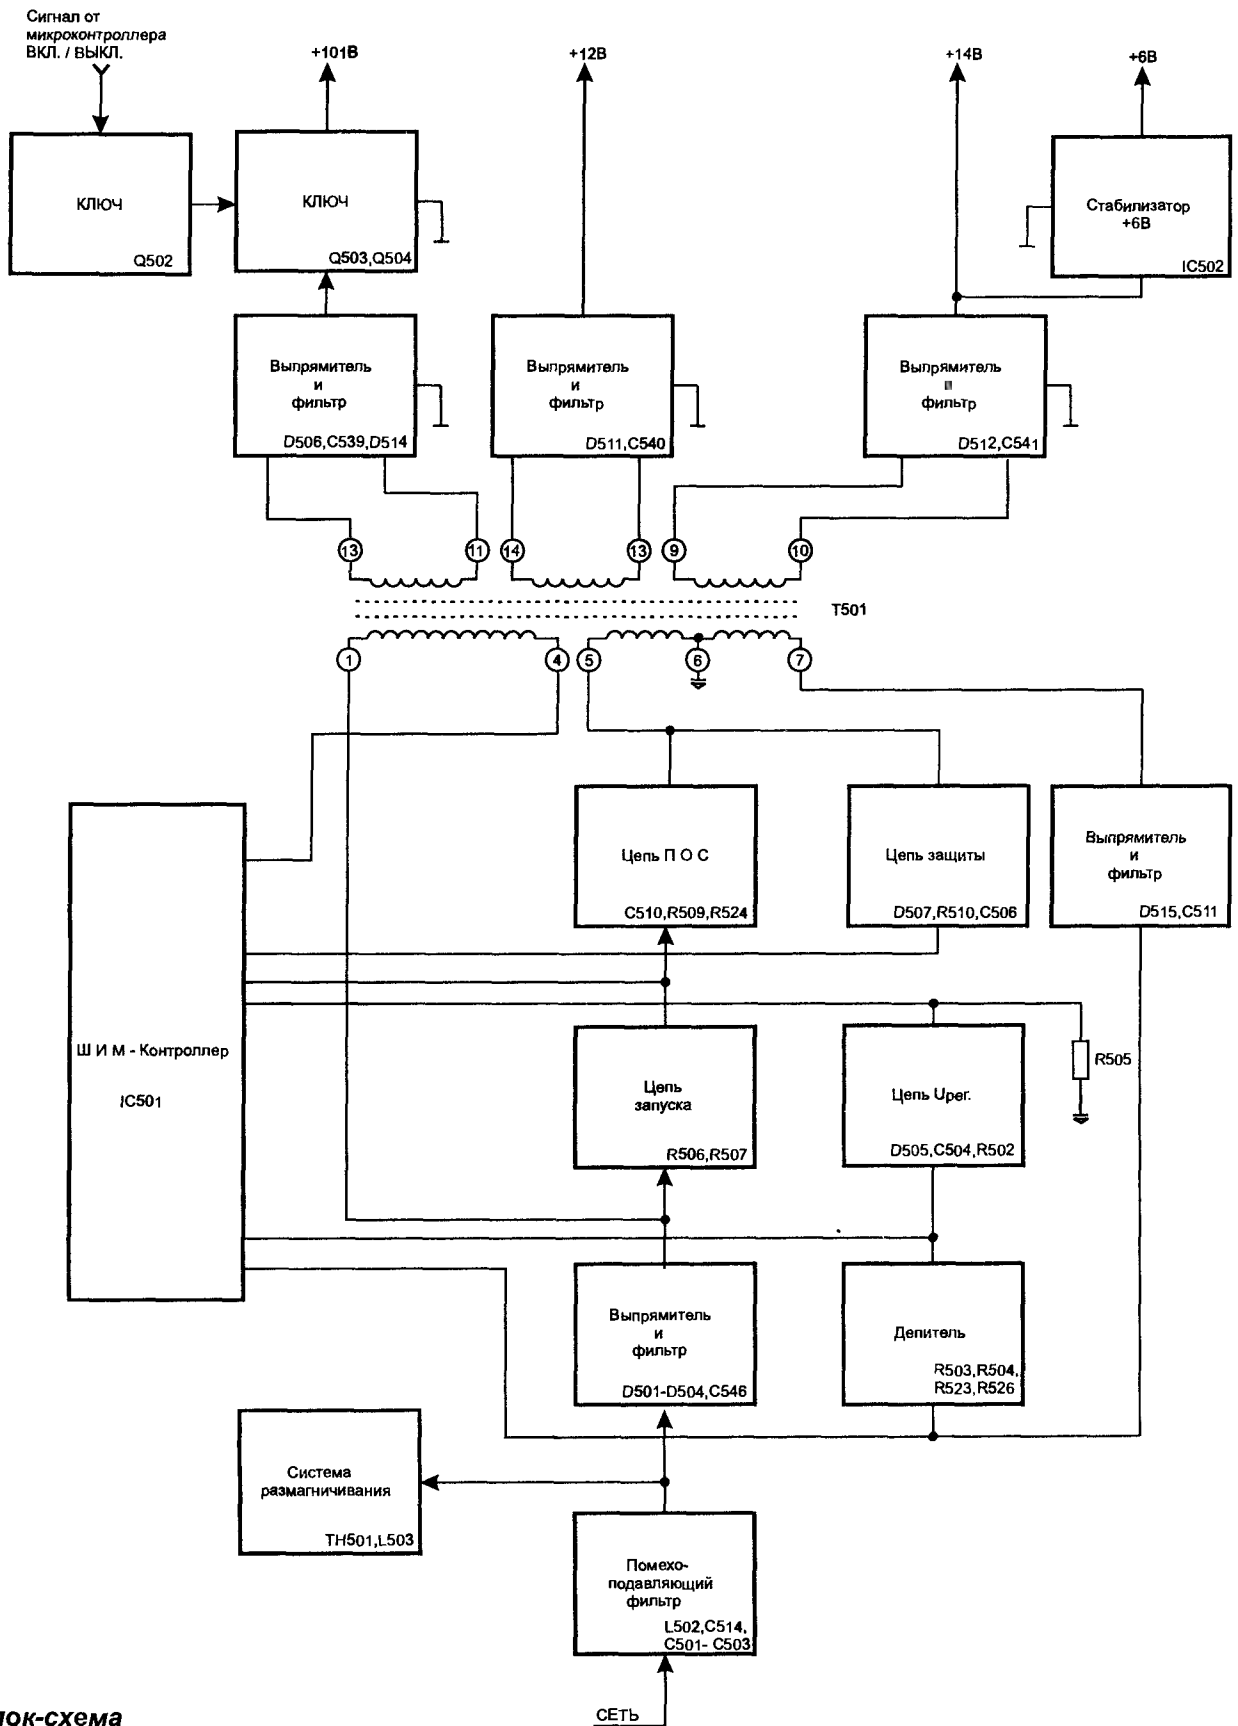 Сигнал от
микроконтроллера
ВКЛ. / ВЫКЛ.
+101В
+12В
+14В
+6В
КЛЮЧ
Q502
КЛЮЧ
Q503,Q504
Стабилизатор
+6В
IC502
Выпрямитель
и
фильтр
D506,C539,D514
Выпрямитель
и
фильтр
D511,C540
Выпрямитель
и
фильтр
D512,C541
13
11
14
13
9
10
T501
1
4
5
6
7
Цепь П О С
C510,R509,R524
Цепь защиты
D507,R510,C506
Выпрямитель
и
фильтр
D515,C511
Ш И М - Контроллер
IC501
Цепь
запуска
R506,R507
Цепь Uрег.
D505,C504,R502
R505
Выпрямитель
и
фильтр
D501-D504,C546
Делитель
R503,R504,
R523,R526
Система
размагничивания
TH501,L503
Помехо-
подавляющий
фильтр
L502,C514,
C501- C503
СЕТЬ
лок-схема